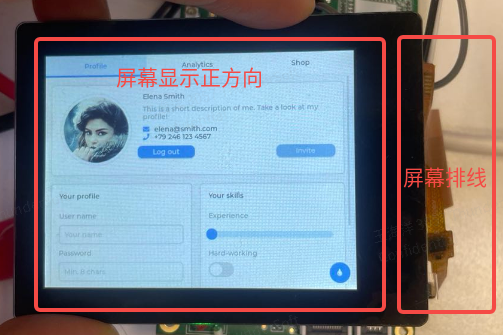 Profile
Analytics
Shop
屏幕显示正方向
Elena Smith
This is a short description of me. Take a look at my
profile!
elena@smith.com
+79 246 123 4567
Log out
Invite
屏幕排线
Your profile
Your skills
User name
Experience
Your name
Password
Hard-working
Min. 8 chars.